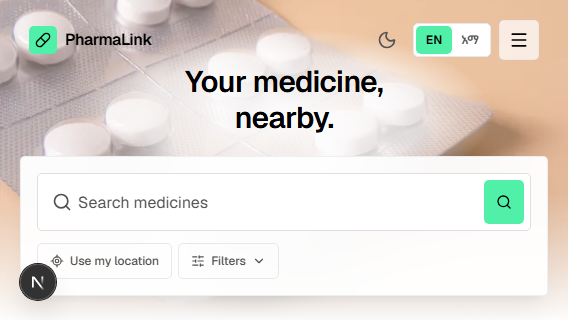 PharmaLink
EN
አማ
Your medicine,
nearby.
Search medicines
Use my location
Filters
N